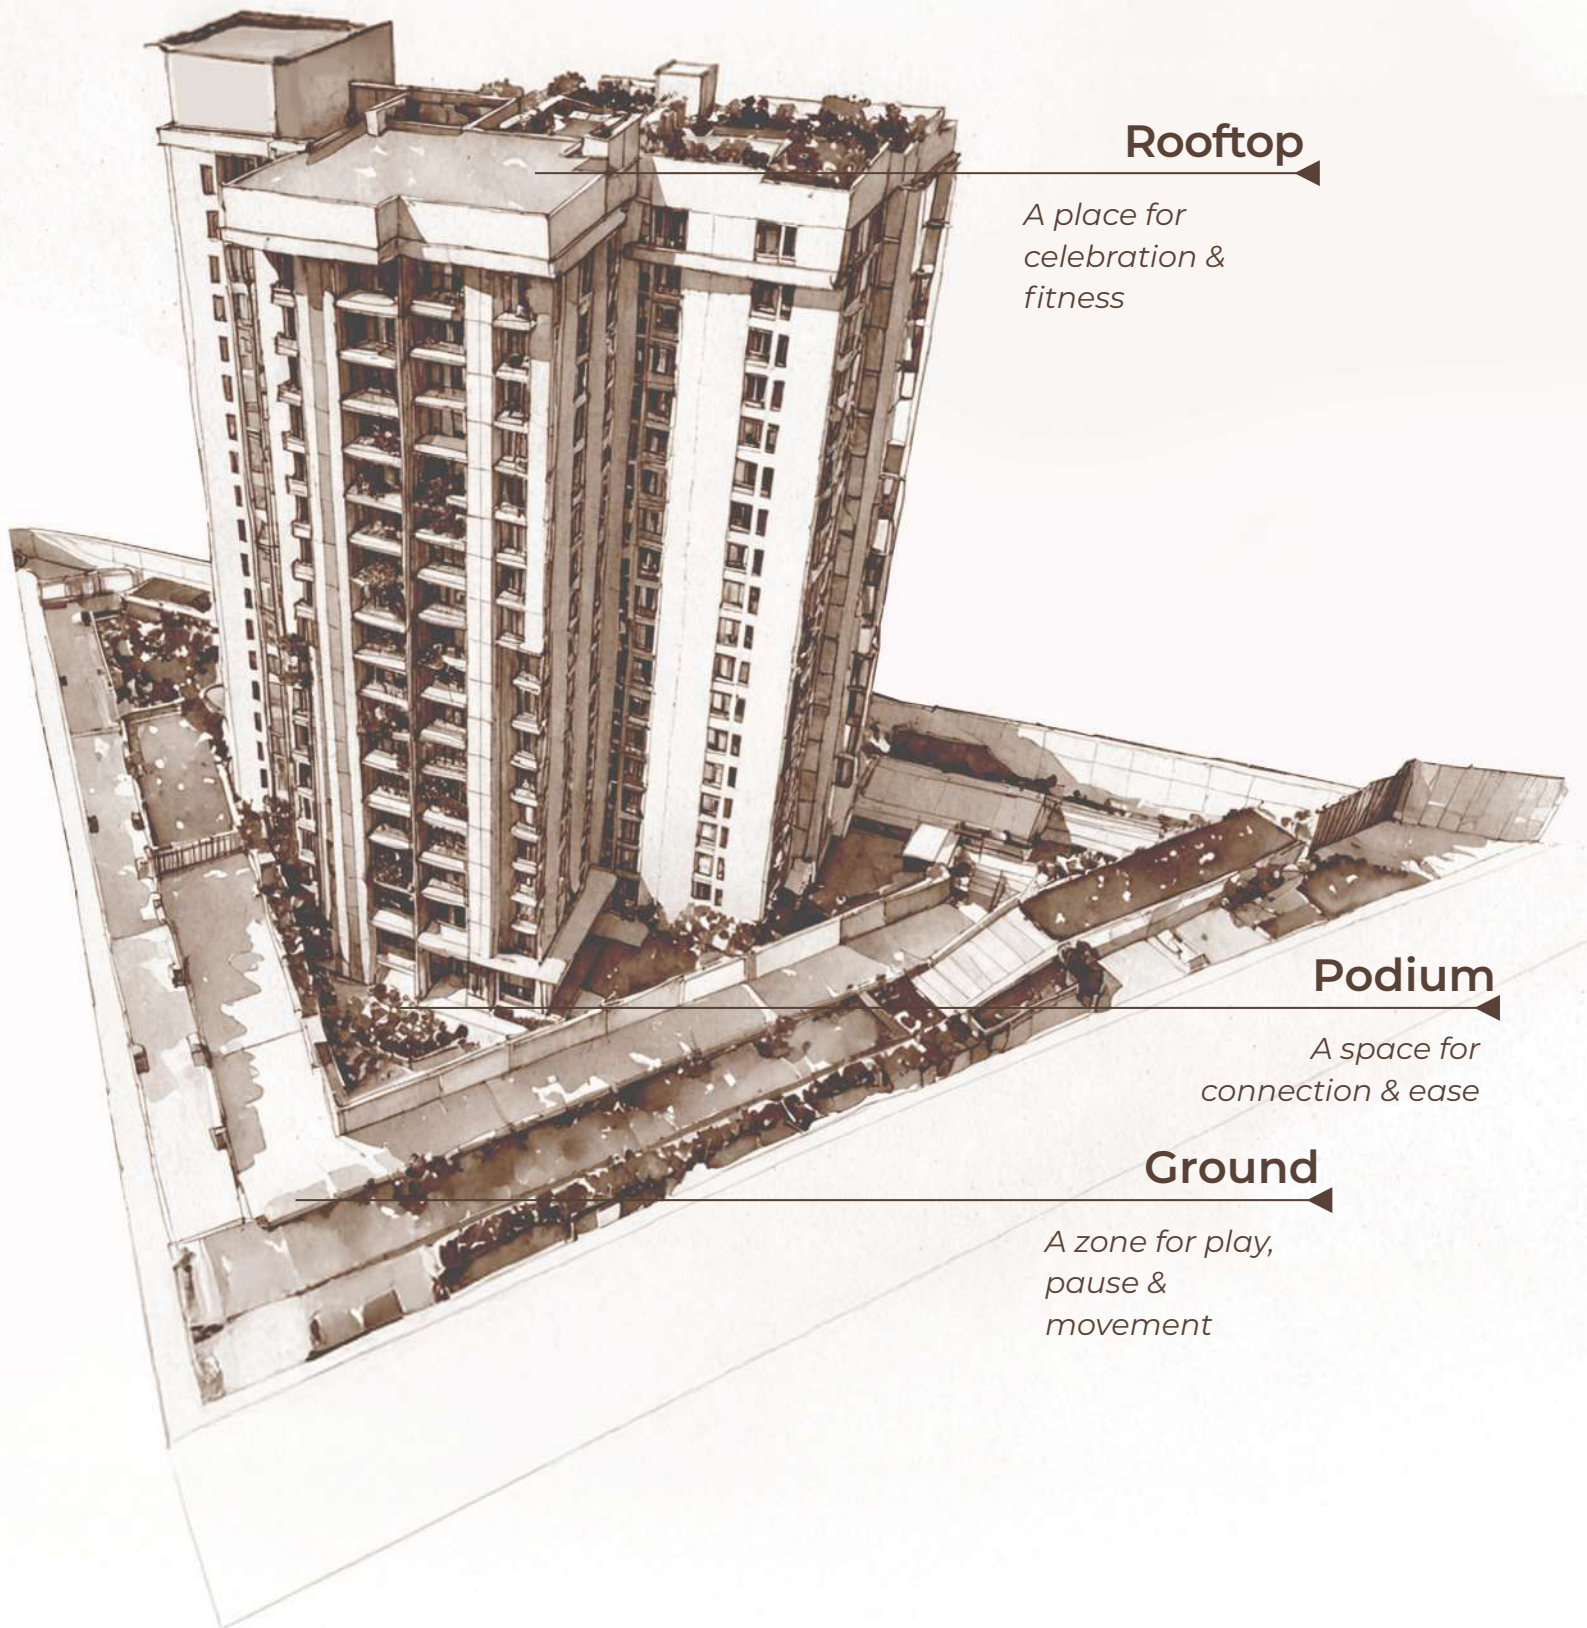 Rooftop
A place for
celebration &
fitness
Podium
A space for
connection & ease
Ground
A zone for play,
pause &
movement